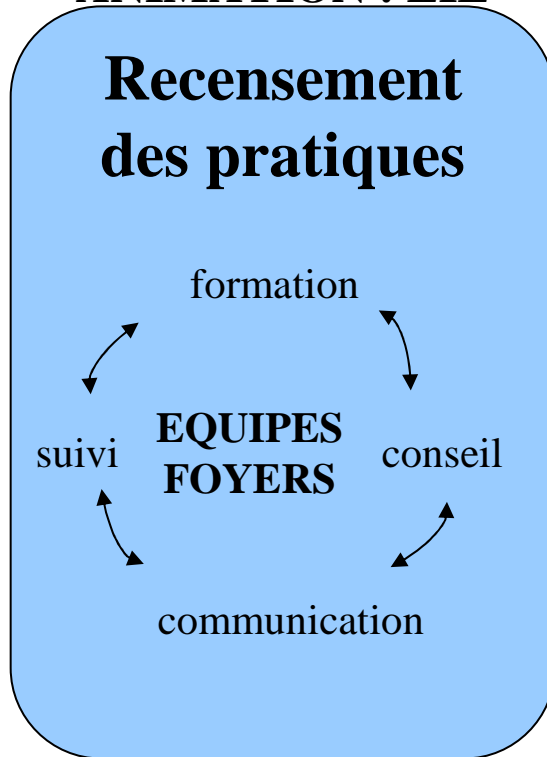 Recensement
des pratiques
formation
EQUIPES
suivi
conseil
FOYERS
communication